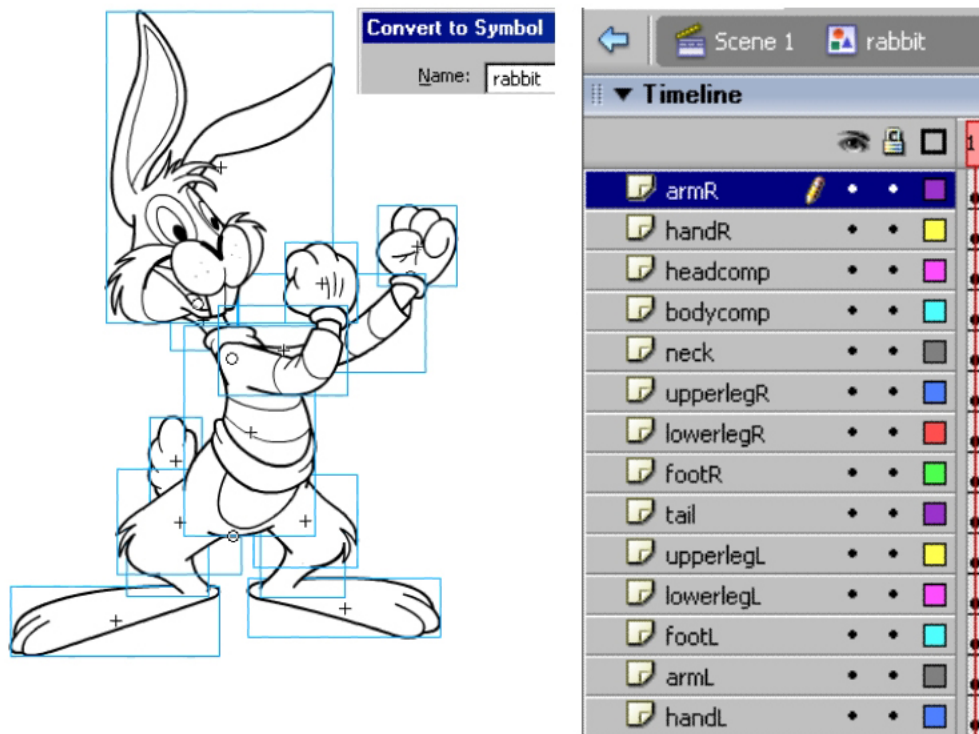 Convert to Symbol
Name: rabbit
Scene 1 rabbit
Timeline
1
armR
handR
headcomp
bodycomp
neck
upperlegR
lowerlegR
footR
tail
upperlegL
lowerlegL
footL
armL
handL